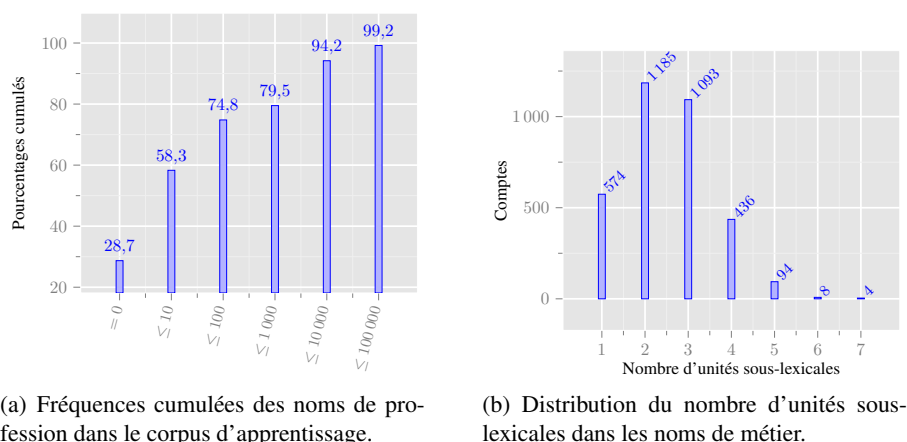 Pourcentages cumulés
100
80
60
40
20
28,7
58,3
74,8
79,5
94,2
99,2
= 0
≤ 10
≤ 100
≤ 1 000
≤ 10 000
≤ 100 000
(a) Fréquences cumulées des noms de pro-
fession dans le corpus d'apprentissage.
Comptes
1 000
500
0
574
1 185
1 093
436
94
8
4
1 2 3 4 5 6 7
Nombre d'unités sous-lexicales
(b) Distribution du nombre d'unités sous-
lexicales dans les noms de métier.